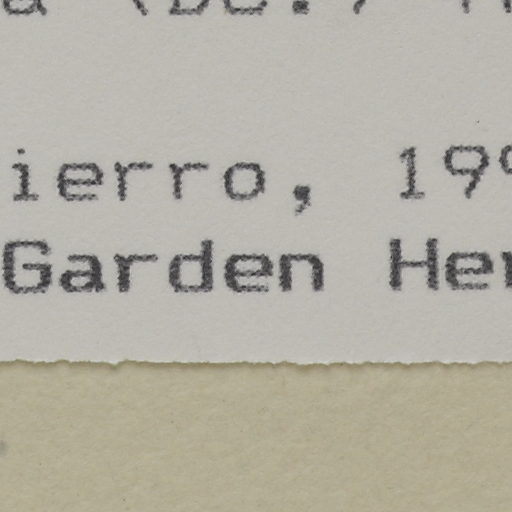 ierro, 19
Garden He